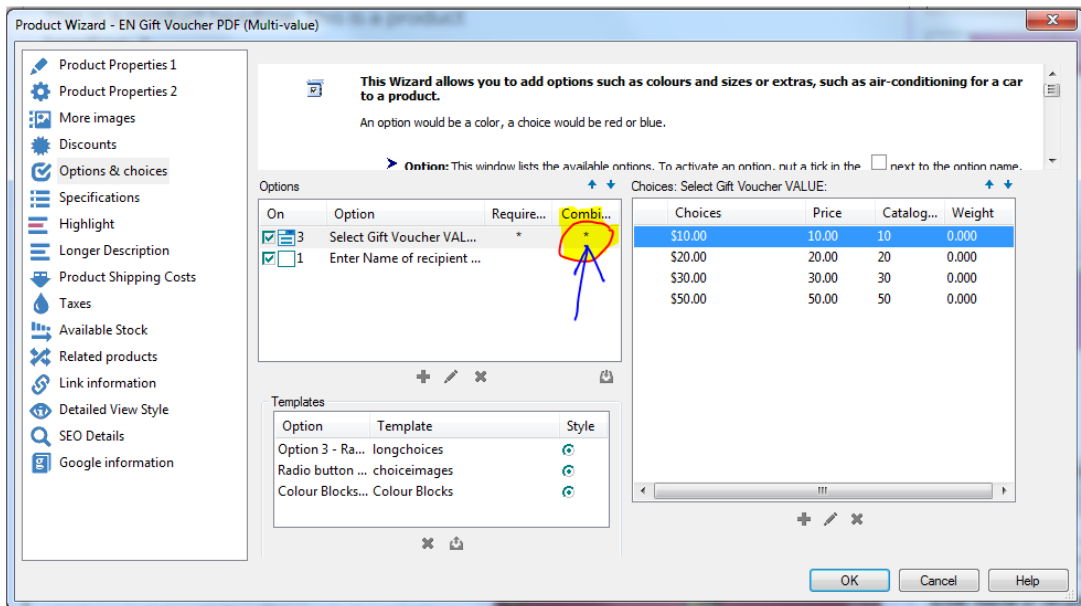 This is a product
Product Wizard - EN Gift Voucher PDF (Multi-value)
Product Properties 1
Product Properties 2
More images
Discounts
Options & choices
Specifications
Highlight
Longer Description
Product Shipping Costs
Taxes
Available Stock
Related products
Link information
Detailed View Style
SEO Details
Google information
This Wizard allows you to add options such as colours and sizes or extras, such as air-conditioning for a car
to a product.
An option would be a color, a choice would be red or blue.
Option: This window lists the available options. To activate an option, put a tick in the next to the option name.
Options
On Option Require... Combi...
3 Select Gift Voucher VAL... * *
1 Enter Name of recipient ...
Templates
Option Template Style
Option 3 - Ra... longchoices
Radio button ... choiceimages
Colour Blocks... Colour Blocks
Choices: Select Gift Voucher VALUE:
Choices Price Catalog... Weight
$10.00 10.00 10 0.000
$20.00 20.00 20 0.000
$30.00 30.00 30 0.000
$50.00 50.00 50 0.000
OK Cancel Help